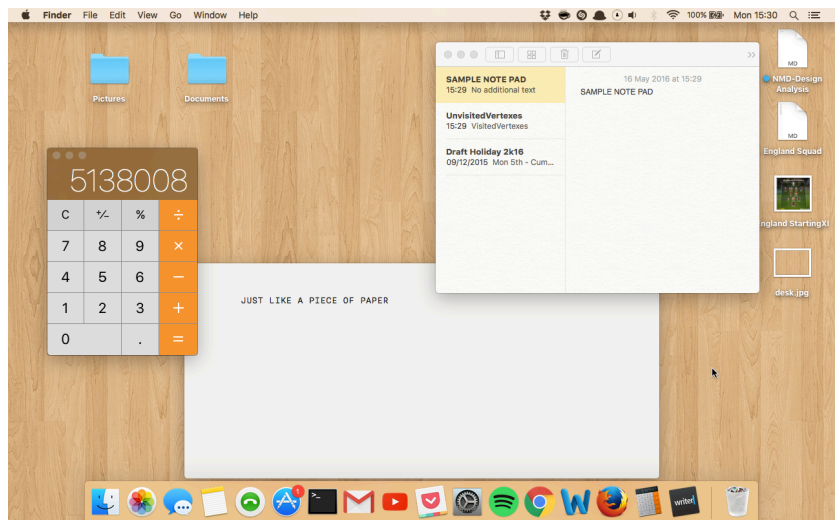 Finder File Edit View Go Window Help 100% Mon 15:30
Pictures
Documents
5138008
C +/- % ÷
7 8 9 ×
4 5 6 −
1 2 3 +
0 . =
JUST LIKE A PIECE OF PAPER
SAMPLE NOTE PAD
15:29 No additional text
UnvisitedVertexes
15:29 VisitedVertexes
Draft Holiday 2k16
09/12/2015 Mon 5th - Cum...
16 May 2016 at 15:29
SAMPLE NOTE PAD
MD
NMD-Design
Analysis
MD
England Squad
ngland StartingXI
desk.jpg
1
writer